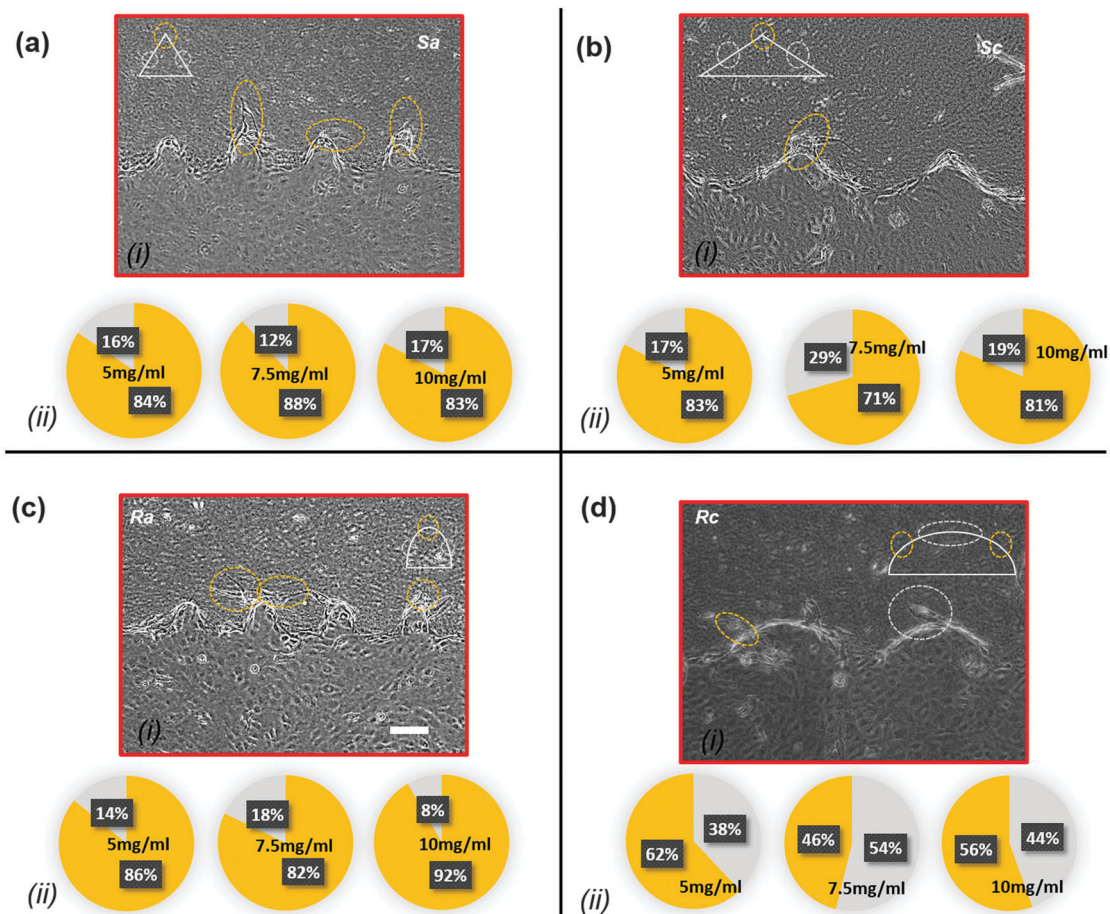 (a)
Sa
(i)
16%
5mg/ml
84%
12%
7.5mg/ml
88%
17%
10mg/ml
83%
(ii)
(b)
Sc
(i)
17%
5mg/ml
83%
29%
7.5mg/ml
71%
19%
10mg/ml
81%
(ii)
(c)
Ra
(i)
14%
5mg/ml
86%
18%
7.5mg/ml
82%
8%
10mg/ml
92%
(ii)
(d)
Rc
(i)
38%
62%
5mg/ml
46%
54%
7.5mg/ml
56%
44%
10mg/ml
(ii)